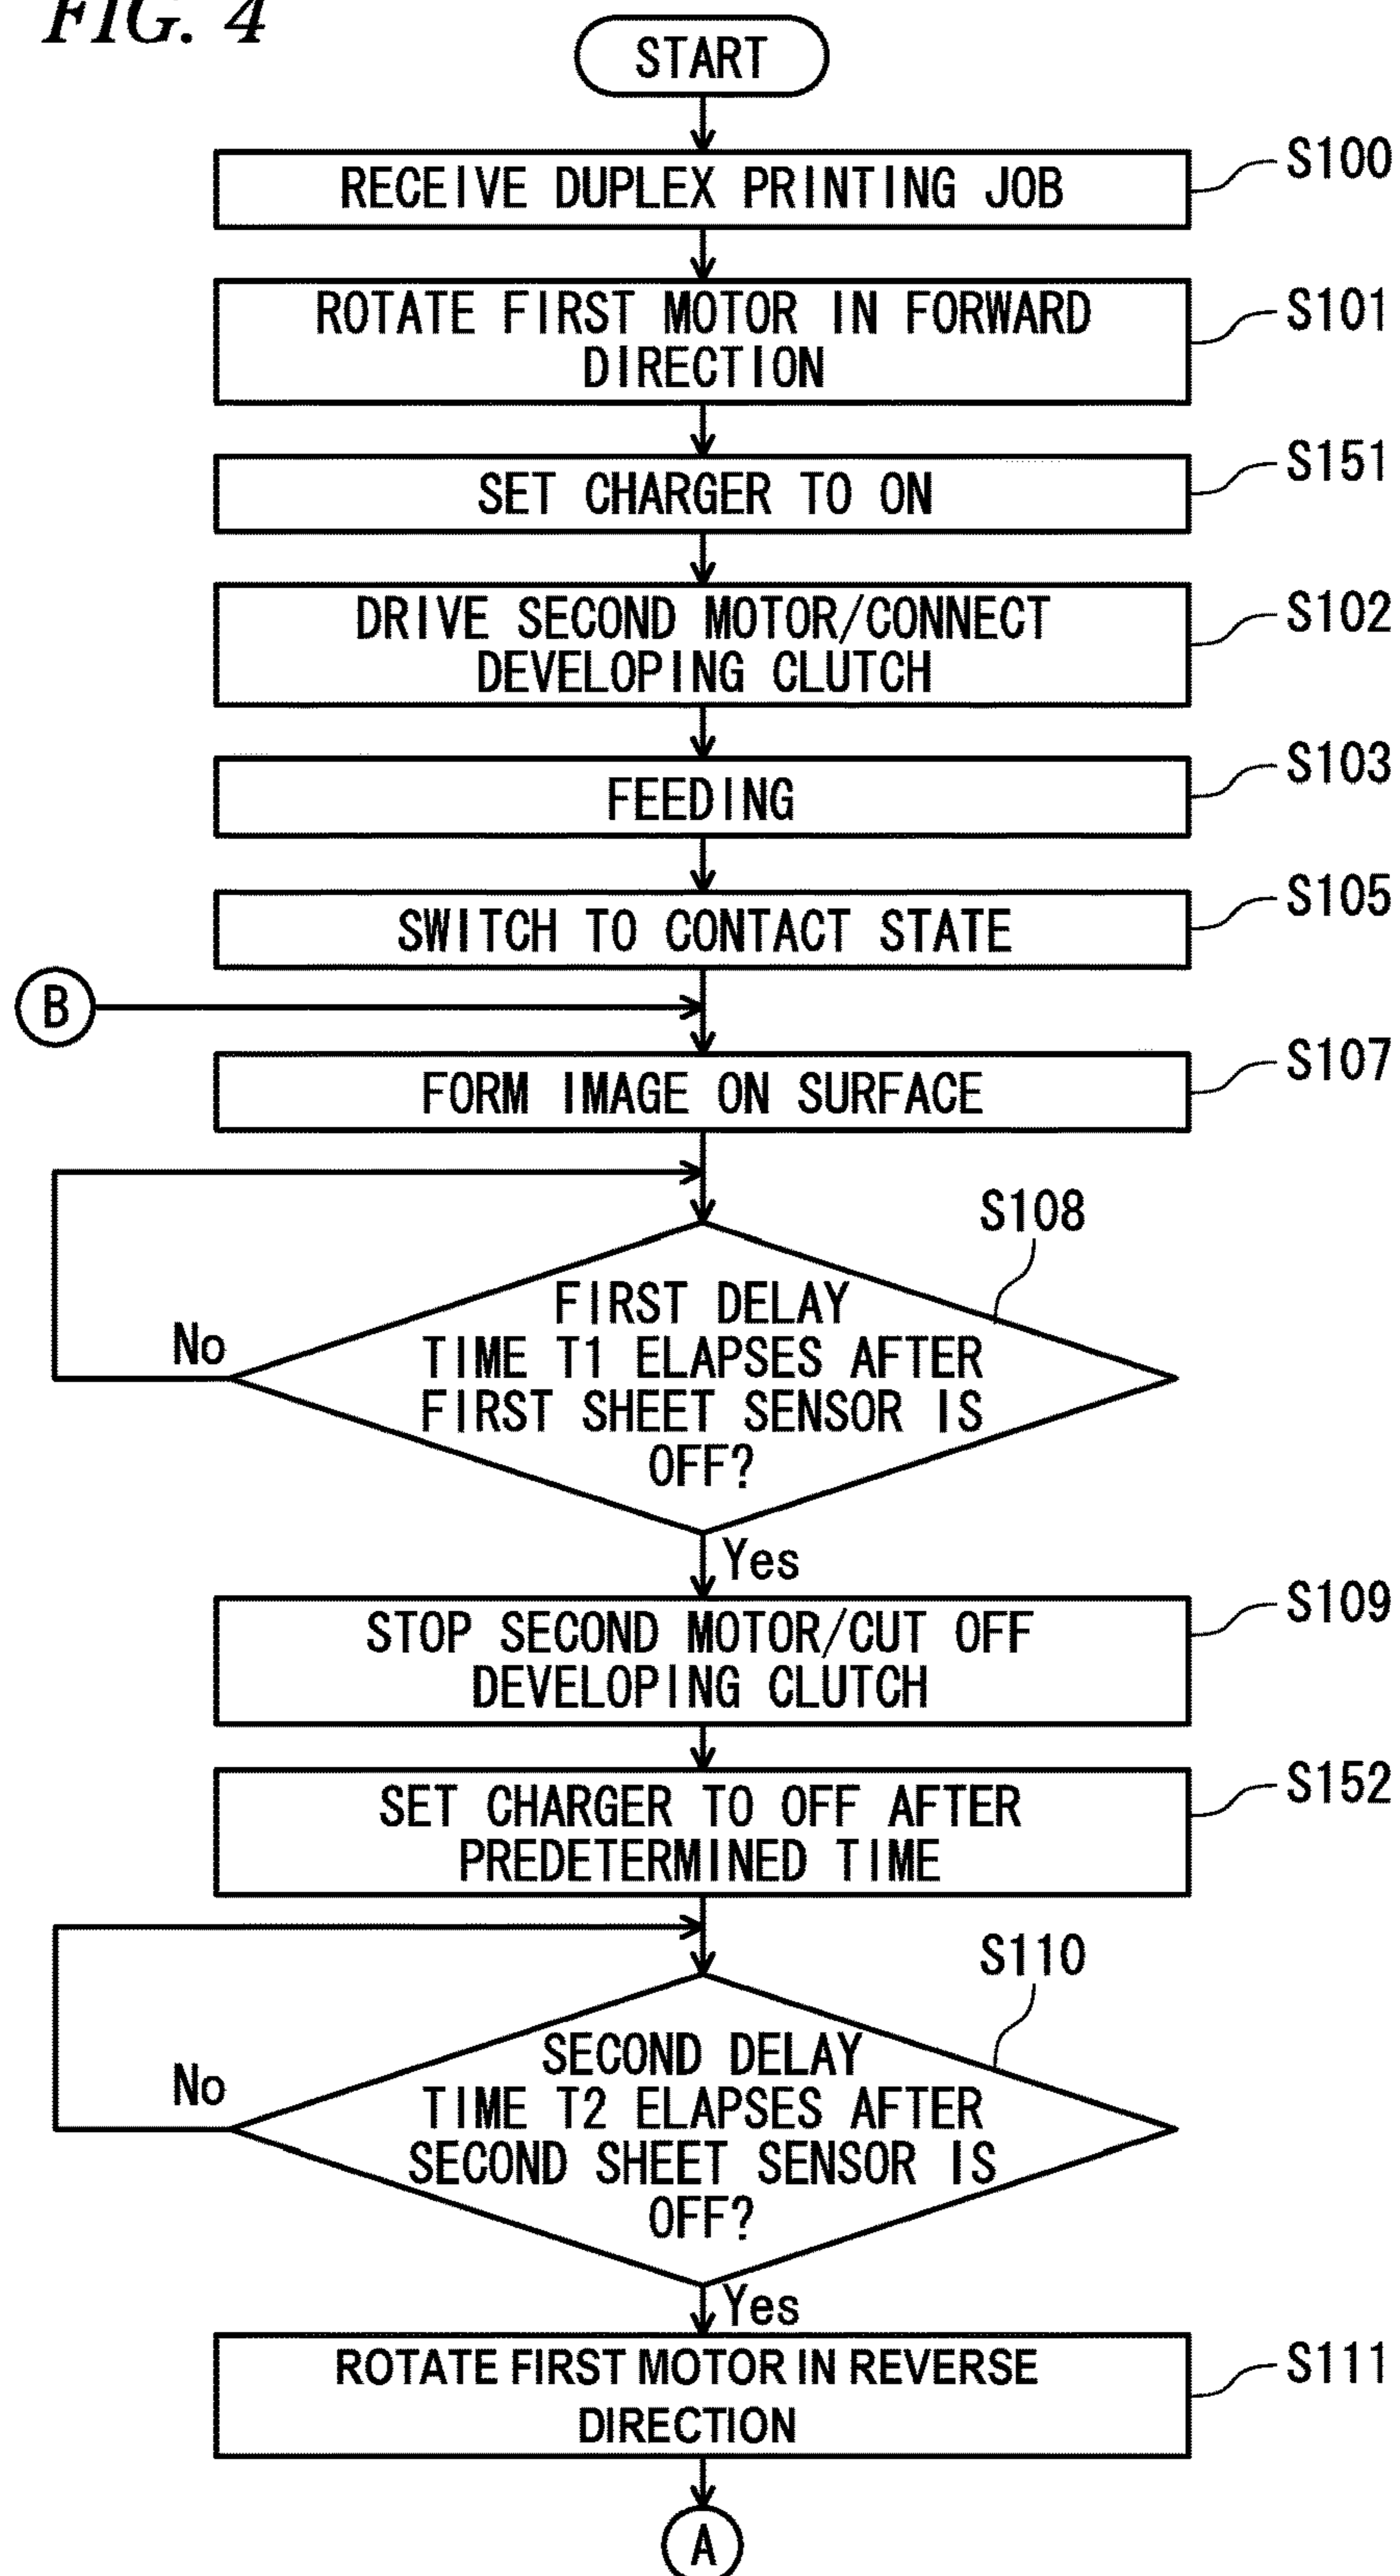 FIG. 4
START
RECEIVE DUPLEX PRINTING JOB
S100
ROTATE FIRST MOTOR IN FORWARD
DIRECTION
S101
SET CHARGER TO ON
S151
DRIVE SECOND MOTOR/CONNECT
DEVELOPING CLUTCH
S102
FEEDING
S103
SWITCH TO CONTACT STATE
S105
B
FORM IMAGE ON SURFACE
S107
S108
FIRST DELAY
TIME T1 ELAPSES AFTER
FIRST SHEET SENSOR IS
OFF?
No
Yes
STOP SECOND MOTOR/CUT OFF
DEVELOPING CLUTCH
S109
SET CHARGER TO OFF AFTER
PREDETERMINED TIME
S152
S110
SECOND DELAY
TIME T2 ELAPSES AFTER
SECOND SHEET SENSOR IS
OFF?
No
Yes
ROTATE FIRST MOTOR IN REVERSE
DIRECTION
S111
A